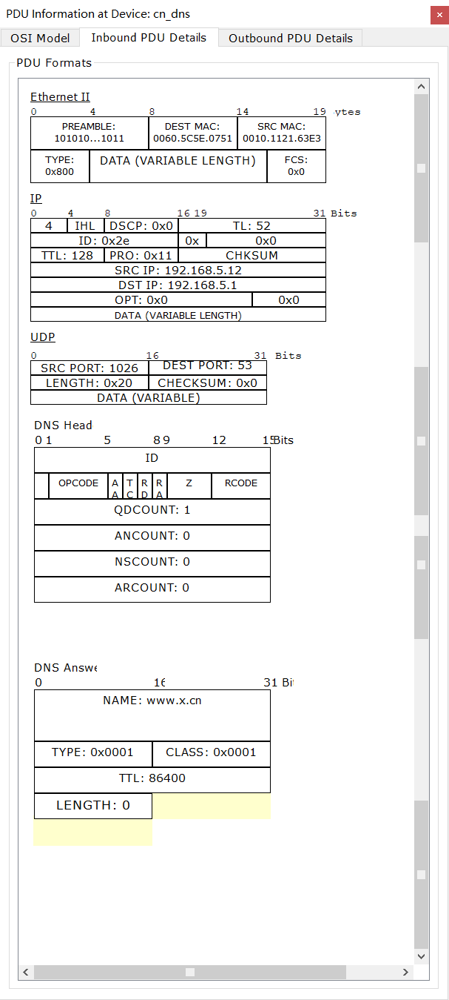 PDU Information at Device: cn_dns
OSI Model Inbound PDU Details Outbound PDU Details
PDU Formats
Ethernet II
0 4 8 14 19 ytes
PREAMBLE: DEST MAC: SRC MAC:
101010...1011 0060.5C5E.0751 0010.1121.63E3
TYPE: DATA (VARIABLE LENGTH) FCS:
0x800 0x0
IP
0 4 8 16 19 31 Bits
4 IHL DSCP: 0x0 TL: 52
ID: 0x2e 0x 0x0
TTL: 128 PRO: 0x11 CHKSUM
SRC IP: 192.168.5.12
DST IP: 192.168.5.1
OPT: 0x0 0x0
DATA (VARIABLE LENGTH)
UDP
0 16 31 Bits
SRC PORT: 1026 DEST PORT: 53
LENGTH: 0x20 CHECKSUM: 0x0
DATA (VARIABLE)
DNS Head
0 1 5 8 9 12 15 Bits
ID
OPCODE AA TC RD RA Z RCODE
QDCOUNT: 1
ANCOUNT: 0
NSCOUNT: 0
ARCOUNT: 0
DNS Answe
0 16 31 Bi
NAME: www.x.cn
TYPE: 0x0001 CLASS: 0x0001
TTL: 86400
LENGTH: 0